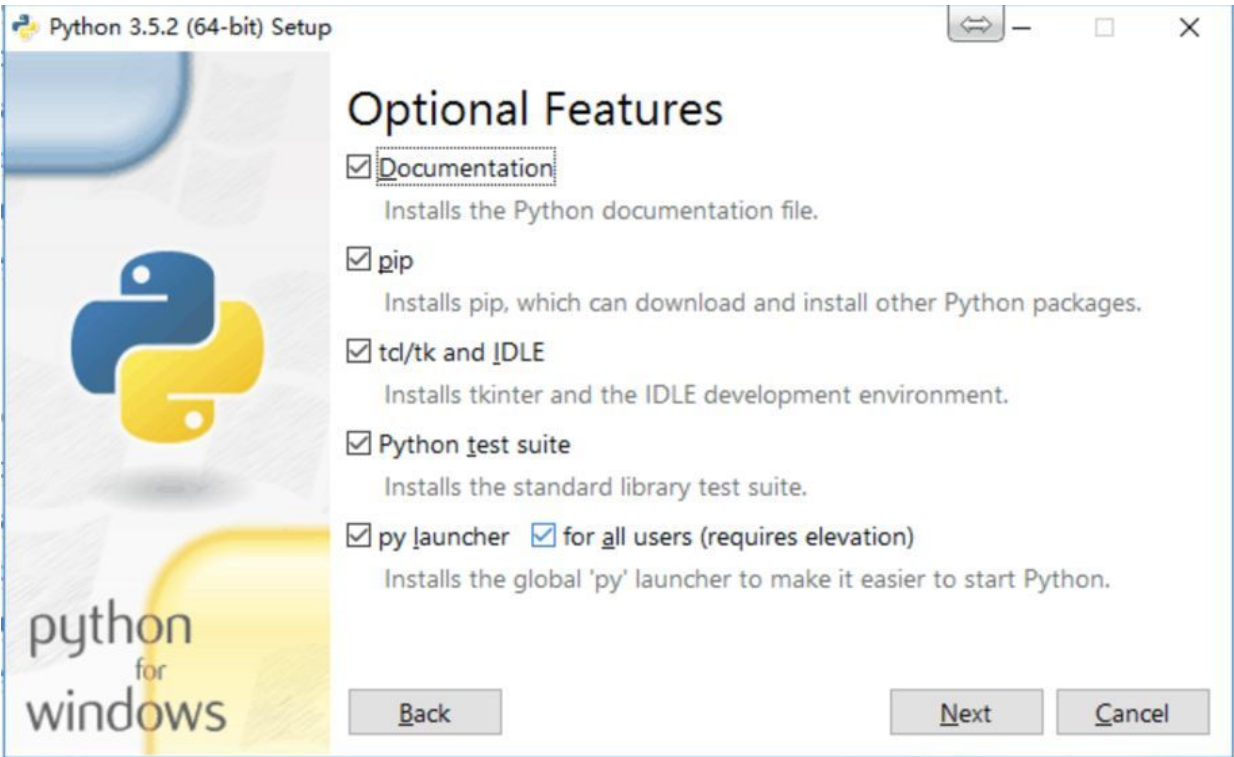 Python 3.5.2 (64-bit) Setup
Optional Features
Documentation
Installs the Python documentation file.
pip
Installs pip, which can download and install other Python packages.
tcl/tk and IDLE
Installs tkinter and the IDLE development environment.
Python test suite
Installs the standard library test suite.
py launcher for all users (requires elevation)
Installs the global 'py' launcher to make it easier to start Python.
python
for
windows
Back Next Cancel